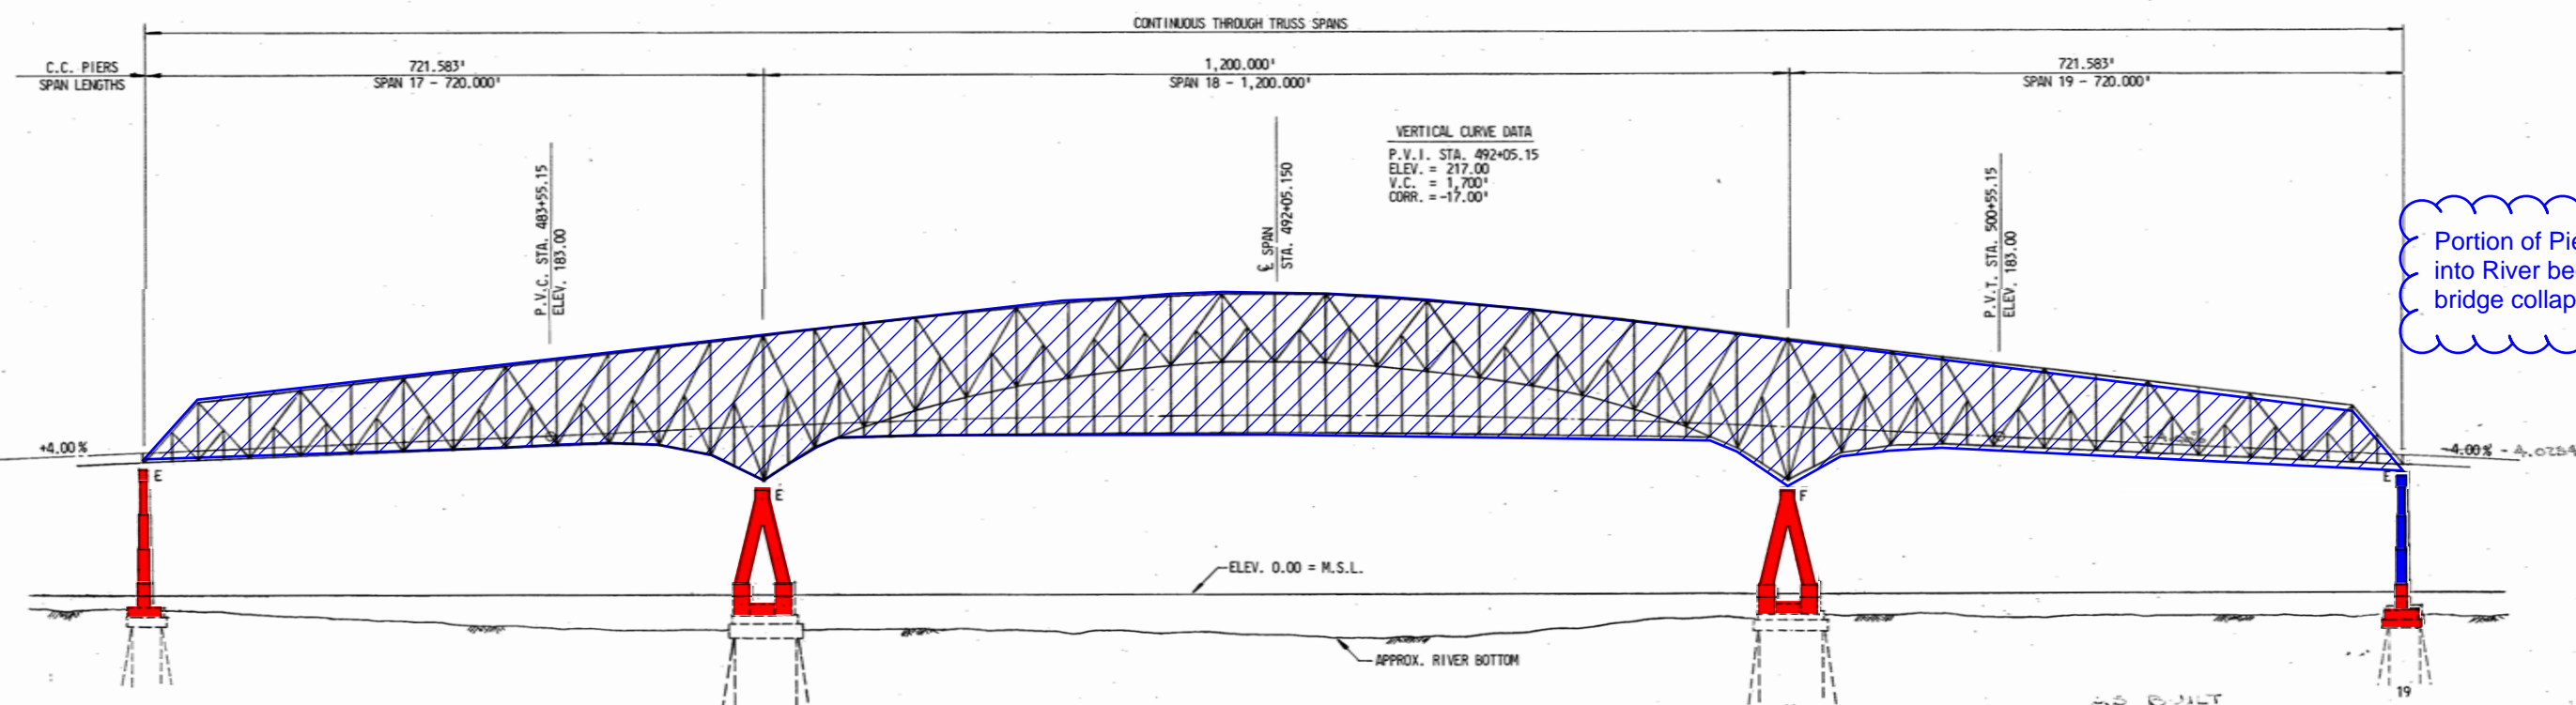 CONTINUOUS THROUGH TRUSS SPANS
C.C. PIERS
SPAN LENGTHS
721.583'
SPAN 17 - 720.000'
1,200.000'
SPAN 18 - 1,200.000'
721.583'
SPAN 19 - 720.000'
P.V.C. STA. 483+55.15
ELEV. 183.00
℄ SPAN
STA. 492+05.150
VERTICAL CURVE DATA
P.V.I. STA. 492+05.15
ELEV. = 217.00
V.C. = 1,700'
CORR. = -17.00'
P.V.T. STA. 500+55.15
ELEV. 183.00
Portion of Pie
into River be
bridge collap
+4.00%
-4.00% -
E
E
F
E
ELEV. 0.00 = M.S.L.
APPROX. RIVER BOTTOM
19
AS BUILT